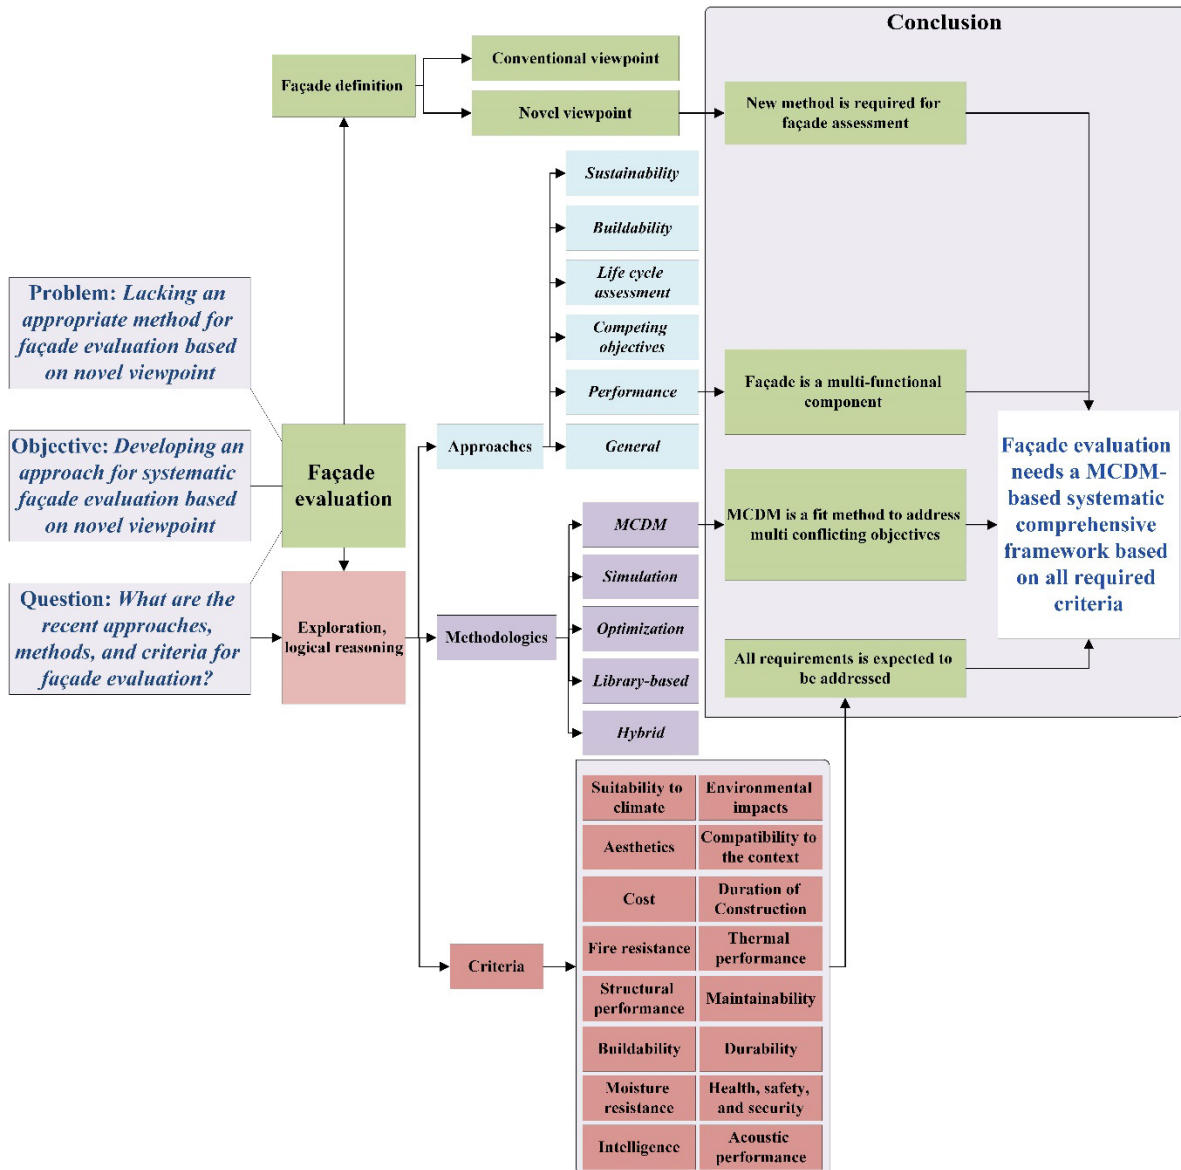 Conclusion
Façade definition
Conventional viewpoint
Novel viewpoint
New method is required for
façade assessment
Sustainability
Buildability
Life cycle
assessment
Competing
objectives
Performance
General
Approaches
Façade is a multi-functional
component
Problem: Lacking an
appropriate method for
façade evaluation based
on novel viewpoint
Objective: Developing an
approach for systematic
façade evaluation based
on novel viewpoint
Question: What are the
recent approaches,
methods, and criteria for
façade evaluation?
Façade
evaluation
Exploration,
logical reasoning
Methodologies
MCDM
Simulation
Optimization
Library-based
Hybrid
MCDM is a fit method to address
multi conflicting objectives
All requirements is expected to
be addressed
Façade evaluation
needs a MCDM-
based systematic
comprehensive
framework based
on all required
criteria
Criteria
Suitability to
climate
Environmental
impacts
Aesthetics
Compatibility to
the context
Cost
Duration of
Construction
Fire resistance
Thermal
performance
Structural
performance
Maintainability
Buildability
Durability
Moisture
resistance
Health, safety,
and security
Intelligence
Acoustic
performance